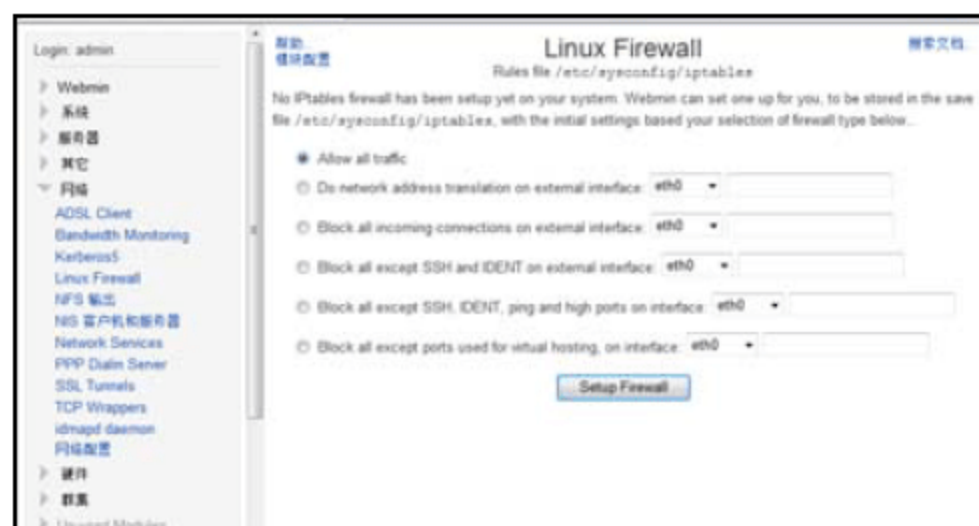 Login: admin
Webmin
系统
服务器
其它
网络
ADSL Client
Bandwidth Monitoring
Kerberos5
Linux Firewall
NFS 输出
NIS 客户机和服务器
Network Services
PPP Dialin Server
SSL Tunnels
TCP Wrappers
idmapd daemon
网络配置
硬件
群集
Un-used Modules
帮助..
模块配置
Linux Firewall
Rules file /etc/sysconfig/iptables
搜索文档..
No IPtables firewall has been setup yet on your system. Webmin can set one up for you, to be stored in the save
file /etc/sysconfig/iptables, with the initial settings based your selection of firewall type below...
Allow all traffic
Do network address translation on external interface: eth0
Block all incoming connections on external interface: eth0
Block all except SSH and IDENT on external interface: eth0
Block all except SSH, IDENT, ping and high ports on interface: eth0
Block all except ports used for virtual hosting, on interface: eth0
Setup Firewall